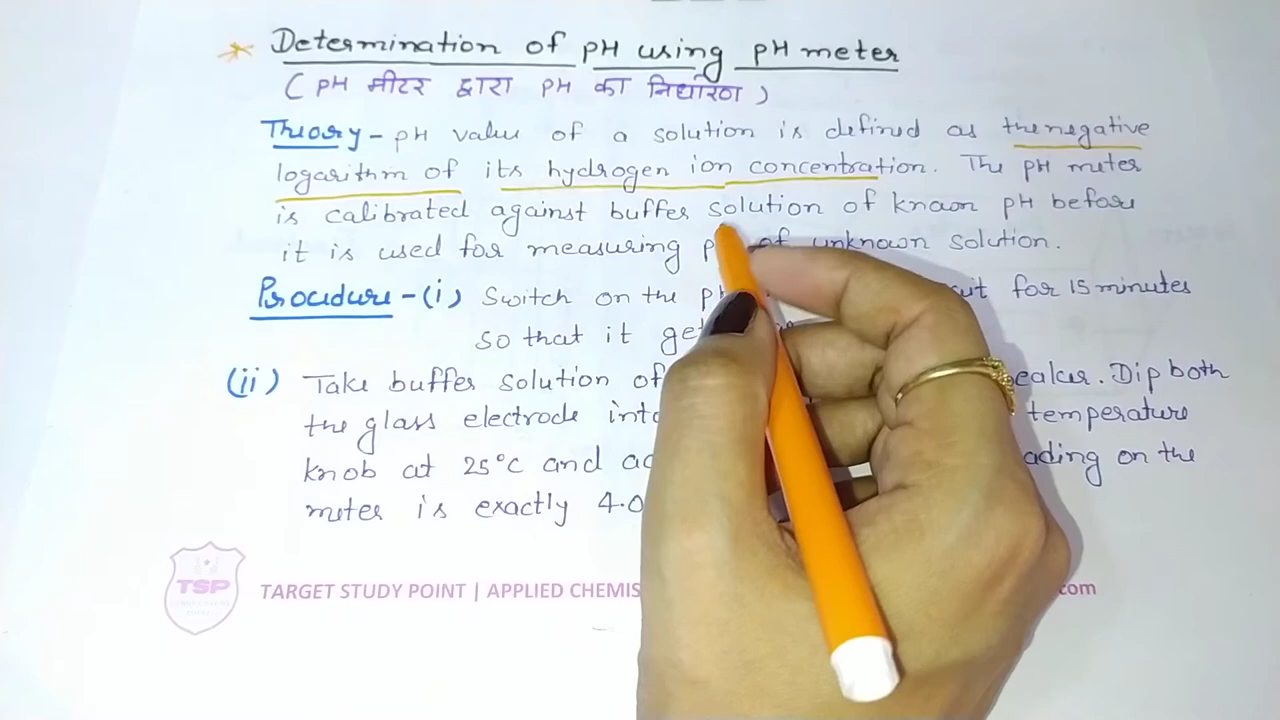 * Determination of pH using pH meter
(pH मीटर द्वारा pH का निर्धारण)
Theory - pH value of a solution is defined as the negative
logarithm of its hydrogen ion concentration. The pH meter
is calibrated against buffer solution of known pH before
it is used for measuring of unknown solution.
Procedure - (i) Switch on the for 15 minutes
so that it
(ii) Take buffer solution of Dip both
the glass electrode temperature
knob at 25°C and on the
meter is exactly
TSP
TARGET STUDY POINT | APPLIED